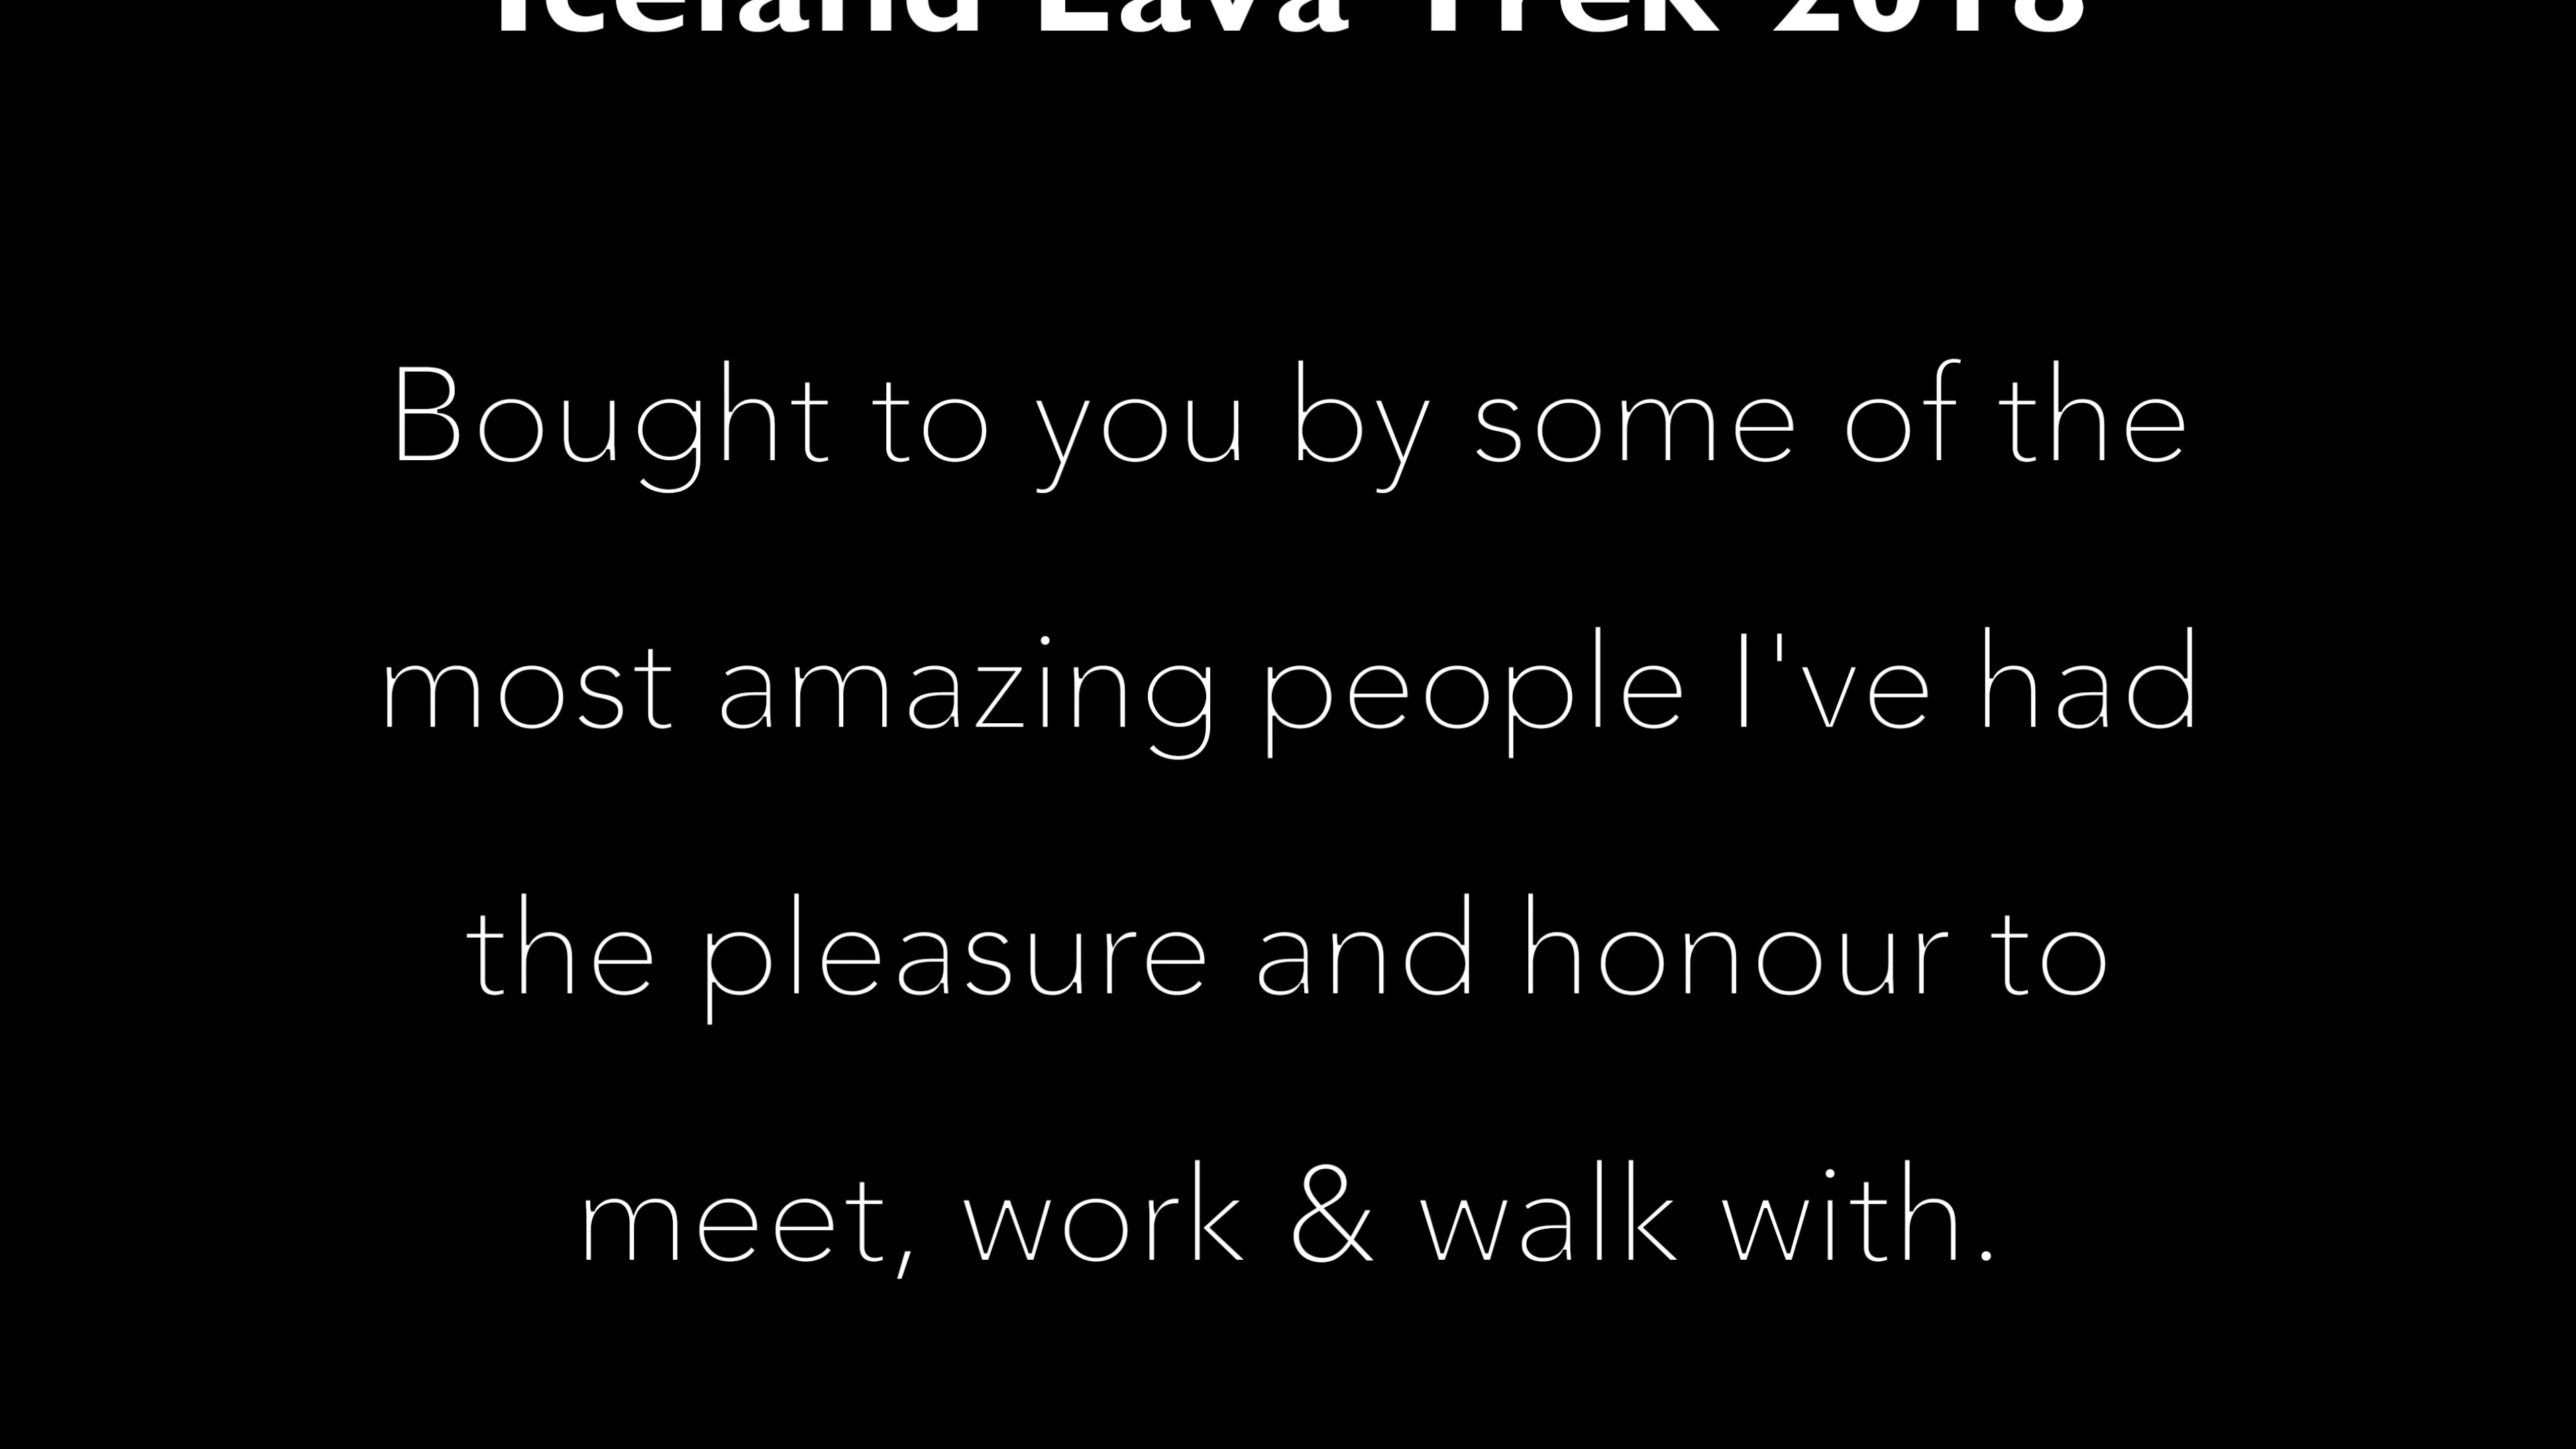 Iceland Lava Trek 2018
Bought to you by some of the
most amazing people I've had
the pleasure and honour to
meet, work & walk with.